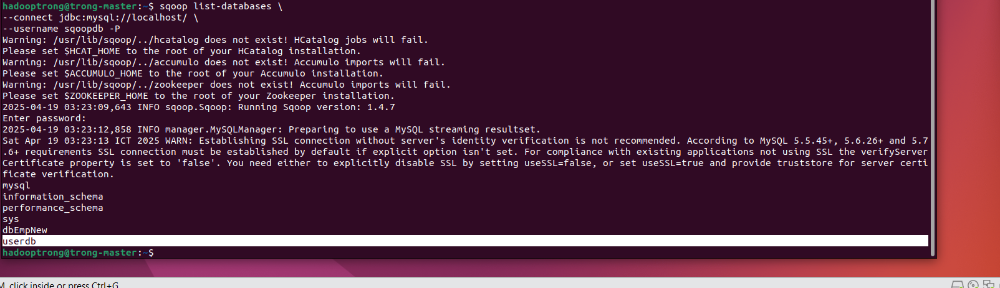 hadooptrong@trong-master:~$ sqoop list-databases \
--connect jdbc:mysql://localhost/ \
--username sqoopdb -P
Warning: /usr/lib/sqoop/../hcatalog does not exist! HCatalog jobs will fail.
Please set $HCAT_HOME to the root of your HCatalog installation.
Warning: /usr/lib/sqoop/../accumulo does not exist! Accumulo imports will fail.
Please set $ACCUMULO_HOME to the root of your Accumulo installation.
Warning: /usr/lib/sqoop/../zookeeper does not exist! Accumulo imports will fail.
Please set $ZOOKEEPER_HOME to the root of your Zookeeper installation.
2025-04-19 03:23:09,643 INFO sqoop.Sqoop: Running Sqoop version: 1.4.7
Enter password:
2025-04-19 03:23:12,858 INFO manager.MySQLManager: Preparing to use a MySQL streaming resultset.
Sat Apr 19 03:23:13 ICT 2025 WARN: Establishing SSL connection without server's identity verification is not recommended. According to MySQL 5.5.45+, 5.6.26+ and 5.7
.6+ requirements SSL connection must be established by default if explicit option isn't set. For compliance with existing applications not using SSL the verifyServer
Certificate property is set to 'false'. You need either to explicitly disable SSL by setting useSSL=false, or set useSSL=true and provide truststore for server certi
ficate verification.
mysql
information_schema
performance_schema
sys
dbEmpNew
userdb
hadooptrong@trong-master:~$
M, click inside or press Ctrl+G.